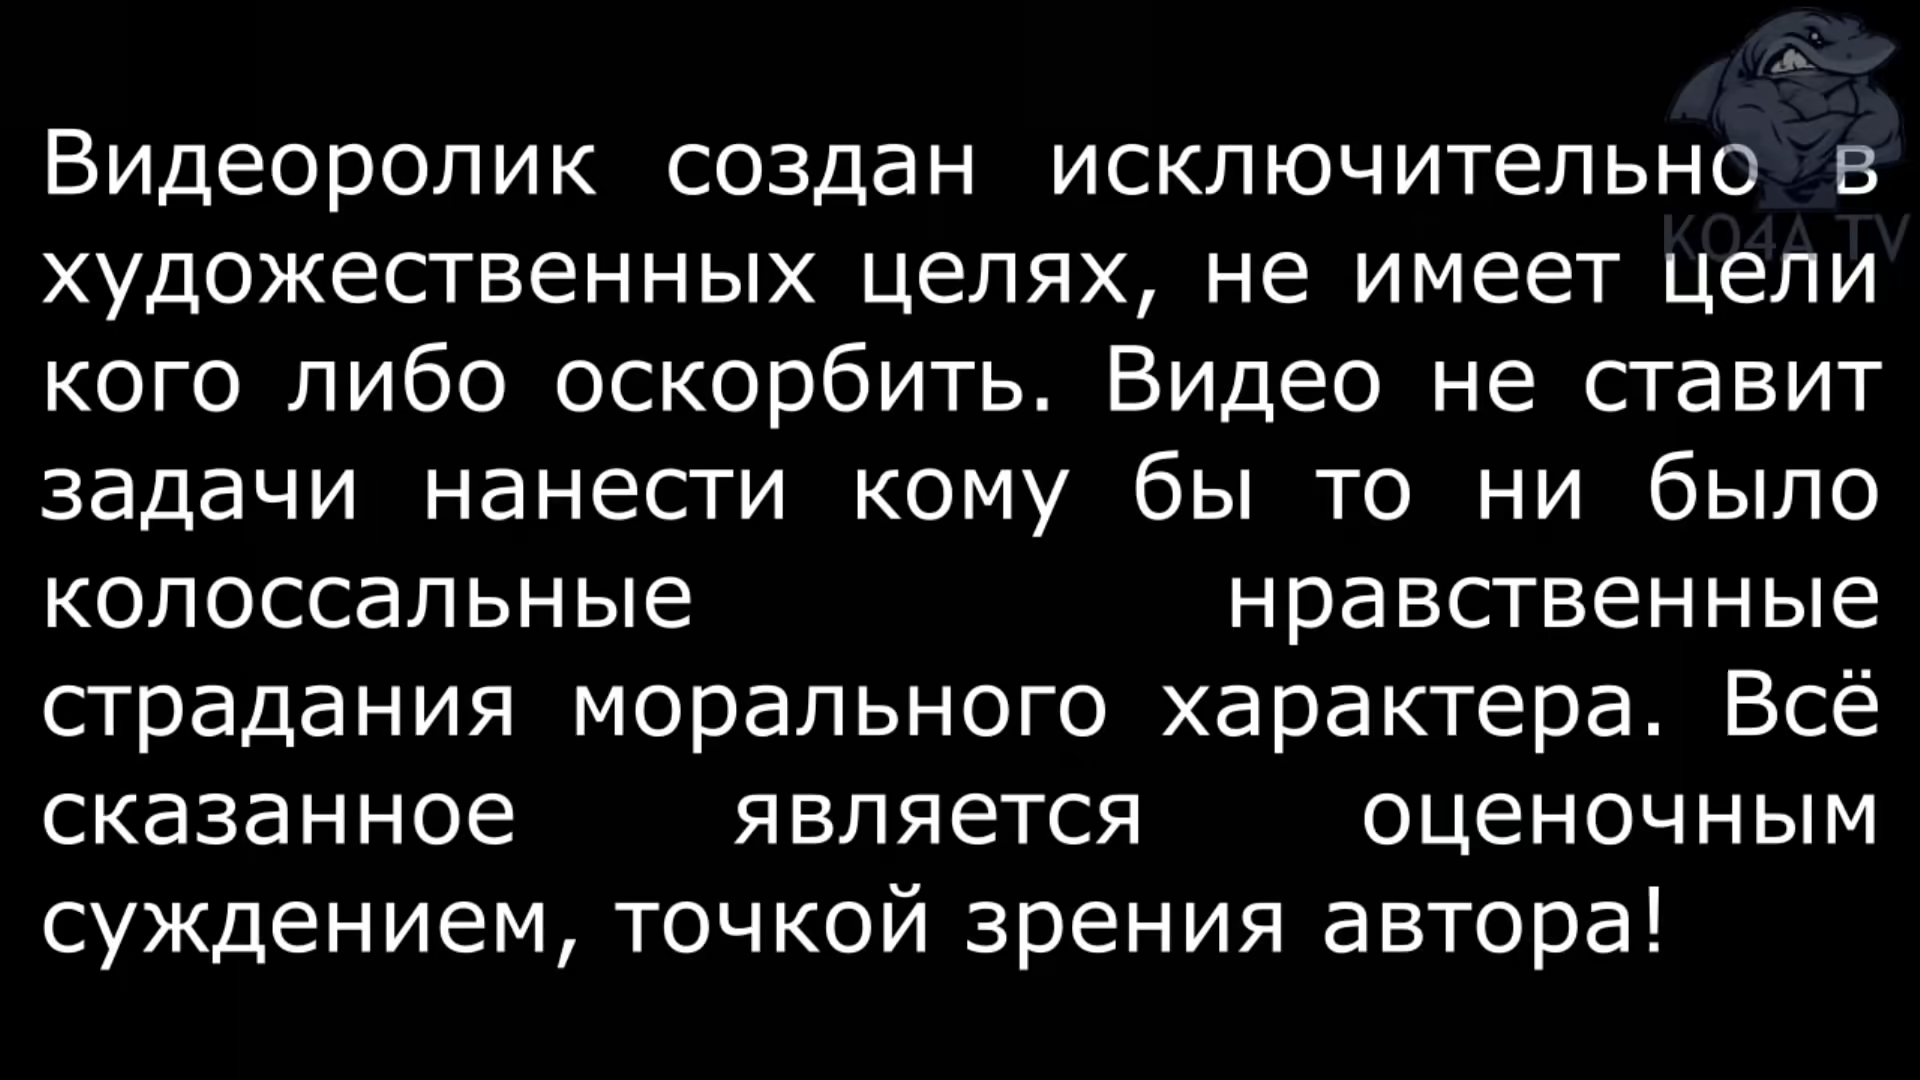 Видеоролик создан исключительно в
художественных целях, не имеет цели
кого либо оскорбить. Видео не ставит
задачи нанести кому бы то ни было
колоссальные нравственные
страдания морального характера. Всё
сказанное является оценочным
суждением, точкой зрения автора!
KO4A TV